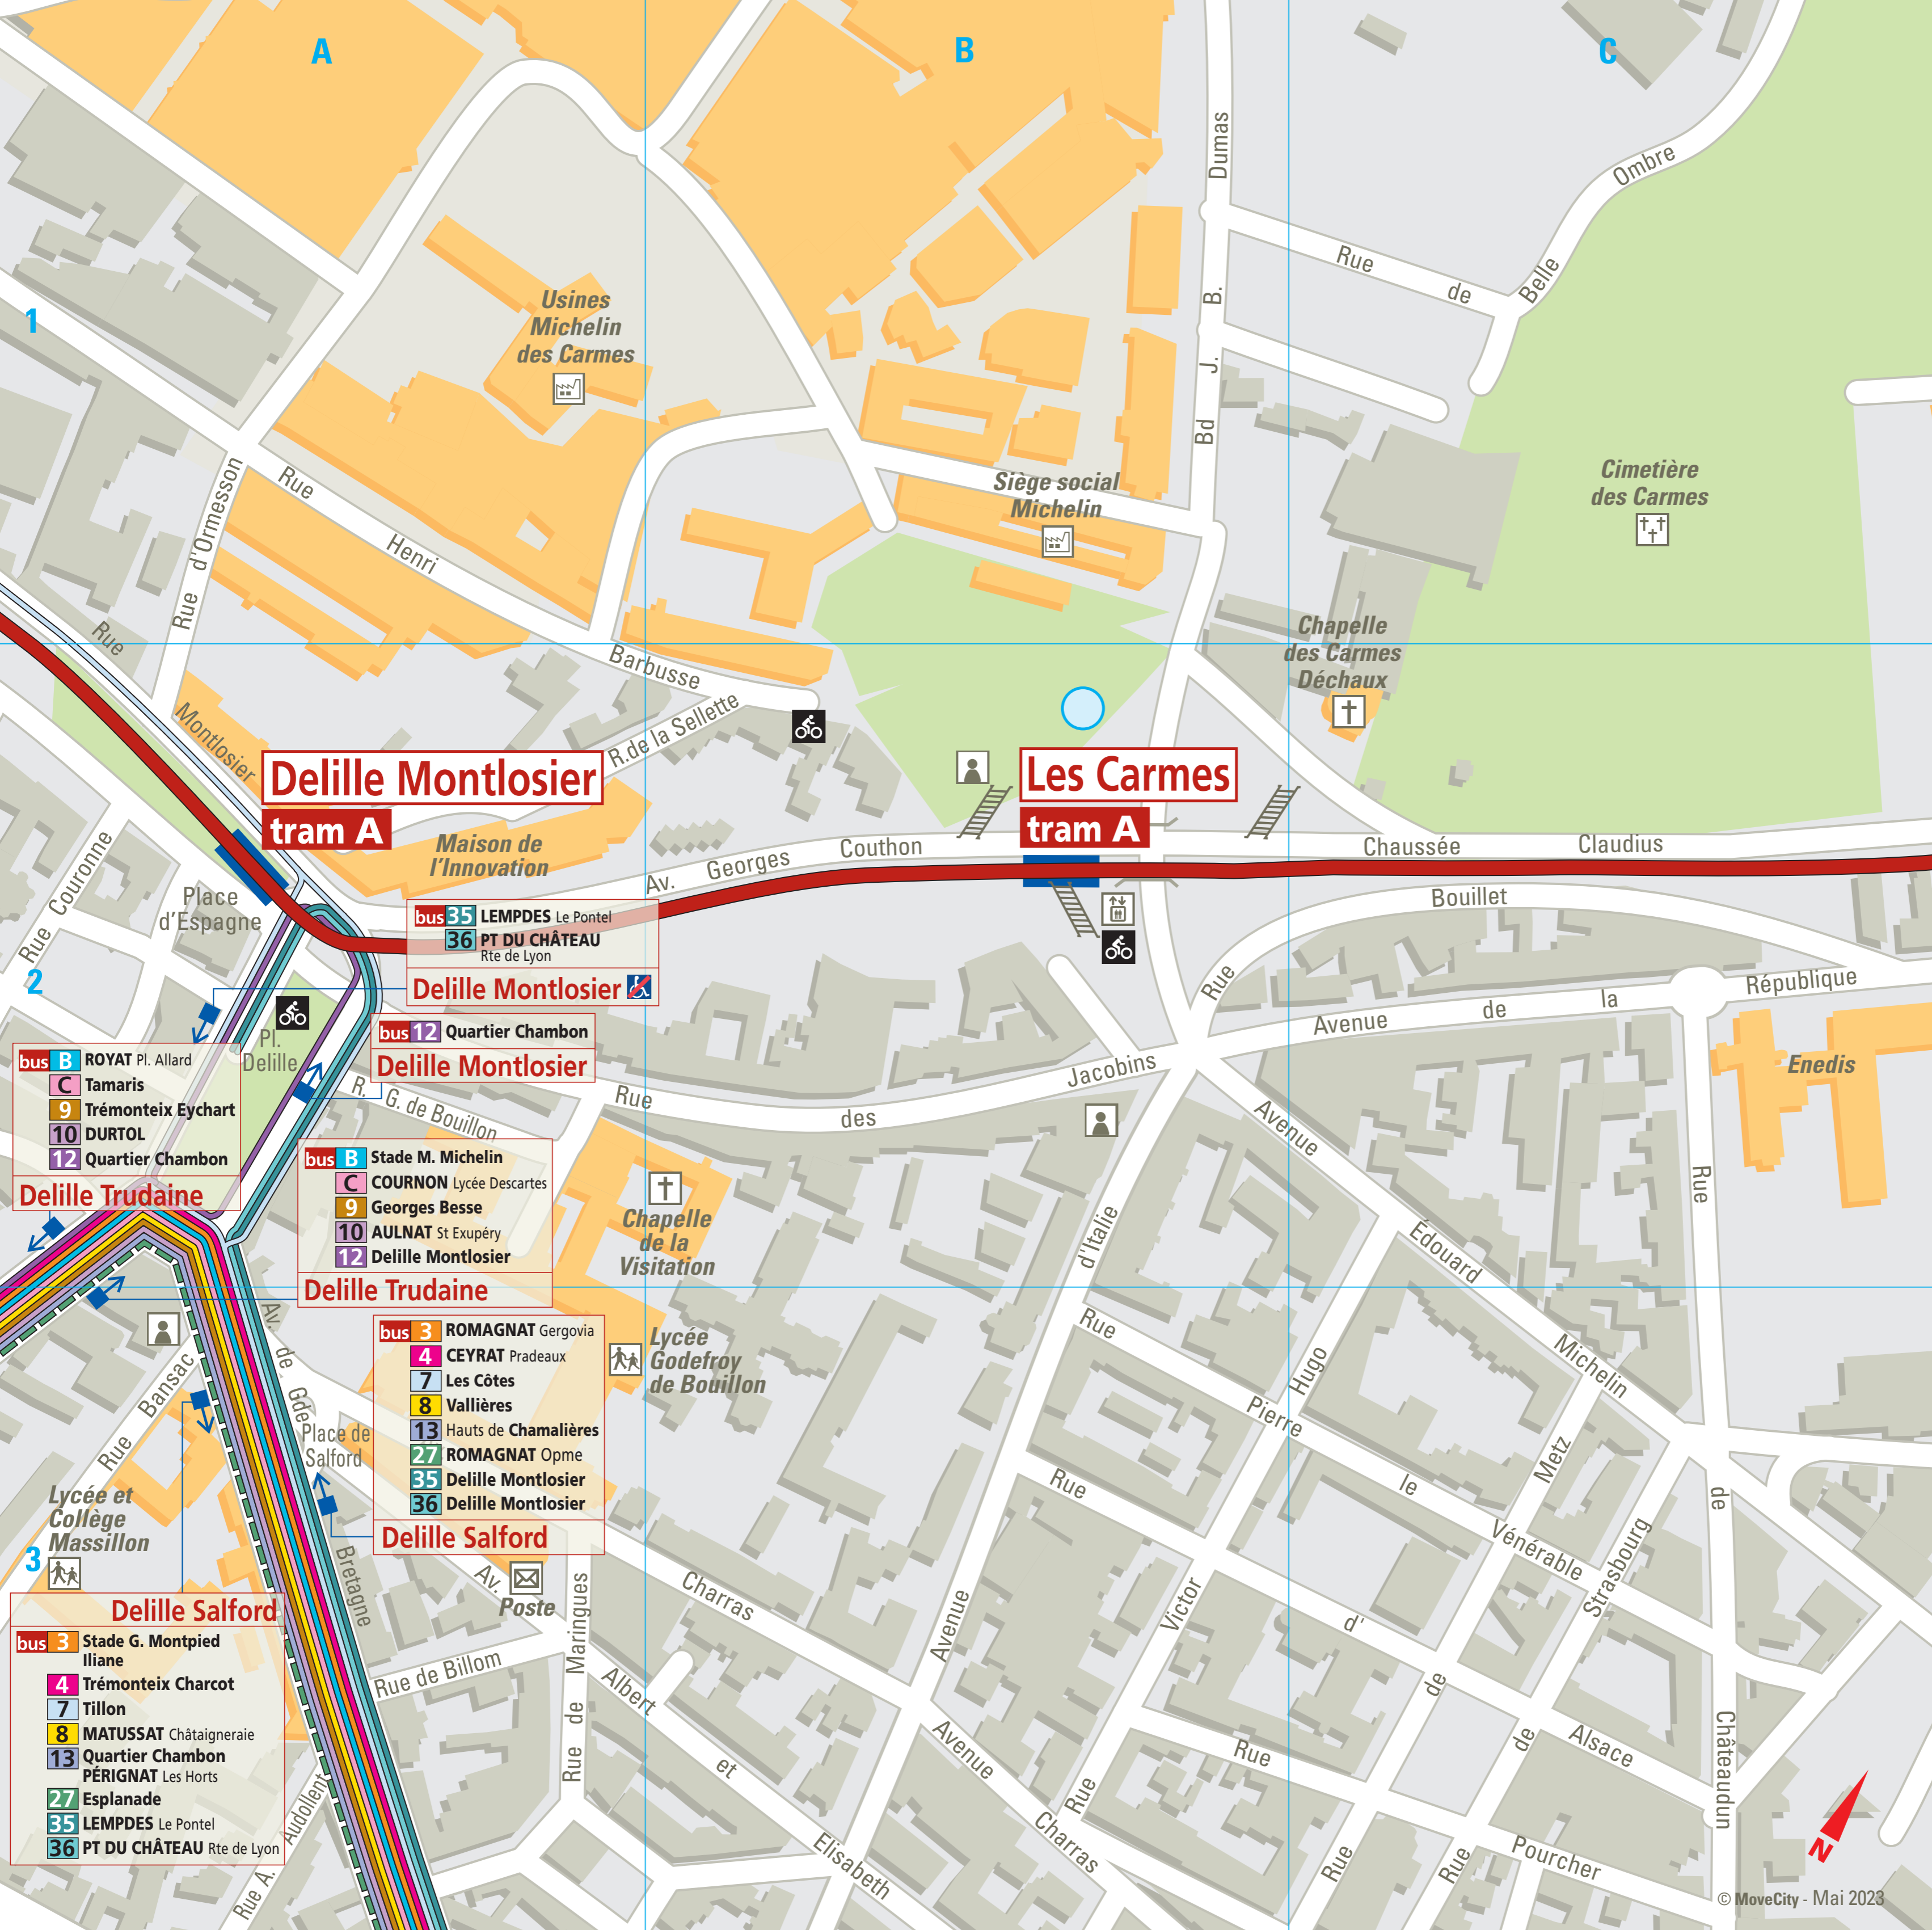 A
B
C
1
2
3
Usines
Michelin
des Carmes
Siège social
Michelin
Cimetière
des Carmes
Chapelle
des Carmes
Déchaux
Bd J. B. Dumas
Rue de Belle Ombre
Rue d'Ormesson
Rue Henri Barbusse
R. de la Sellette
Rue Montlosier
Delille Montlosier
tram A
Les Carmes
tram A
Maison de
l'Innovation
Av. Georges Couthon
Chaussée Claudius
Rue Bouillet
Rue Couronne
Place
d'Espagne
Pl.
Delille
bus 35 LEMPDES Le Pontel
36 PT DU CHÂTEAU
Rte de Lyon
Delille Montlosier
bus 12 Quartier Chambon
Delille Montlosier
bus B ROYAT Pl. Allard
C Tamaris
9 Trémonteix Eychart
10 DURTOL
12 Quartier Chambon
Delille Trudaine
bus B Stade M. Michelin
C COURNON Lycée Descartes
9 Georges Besse
10 AULNAT St Exupéry
12 Delille Montlosier
Delille Trudaine
bus 3 ROMAGNAT Gergovia
4 CEYRAT Pradeaux
7 Les Côtes
8 Vallières
13 Hauts de Chamalières
27 ROMAGNAT Opme
35 Delille Montlosier
36 Delille Montlosier
Delille Salford
Delille Salford
bus 3 Stade G. Montpied
Iliane
4 Trémonteix Charcot
7 Tillon
8 MATUSSAT Châtaigneraie
13 Quartier Chambon
PÉRIGNAT Les Horts
27 Esplanade
35 LEMPDES Le Pontel
36 PT DU CHÂTEAU Rte de Lyon
R. G. de Bouillon
Rue des Jacobins
Avenue de la République
Enedis
Chapelle
de la
Visitation
Lycée
Godefroy
de Bouillon
Lycée et
Collège
Massillon
Place de
Salford
Poste
Rue Bansac
Av. de Gde Bretagne
Rue A. Audollent
Rue de Billom
Rue de Maringues
Av. Albert et Elisabeth
Charras
Avenue Charras
Avenue d'Italie
Avenue Édouard Michelin
Rue Pierre le Vénérable
Rue d' Alsace
Rue Victor Hugo
Rue de Metz
Rue de Strasbourg
Rue de Châteaudun
Rue Pourcher
N
© MoveCity - Mai 2023